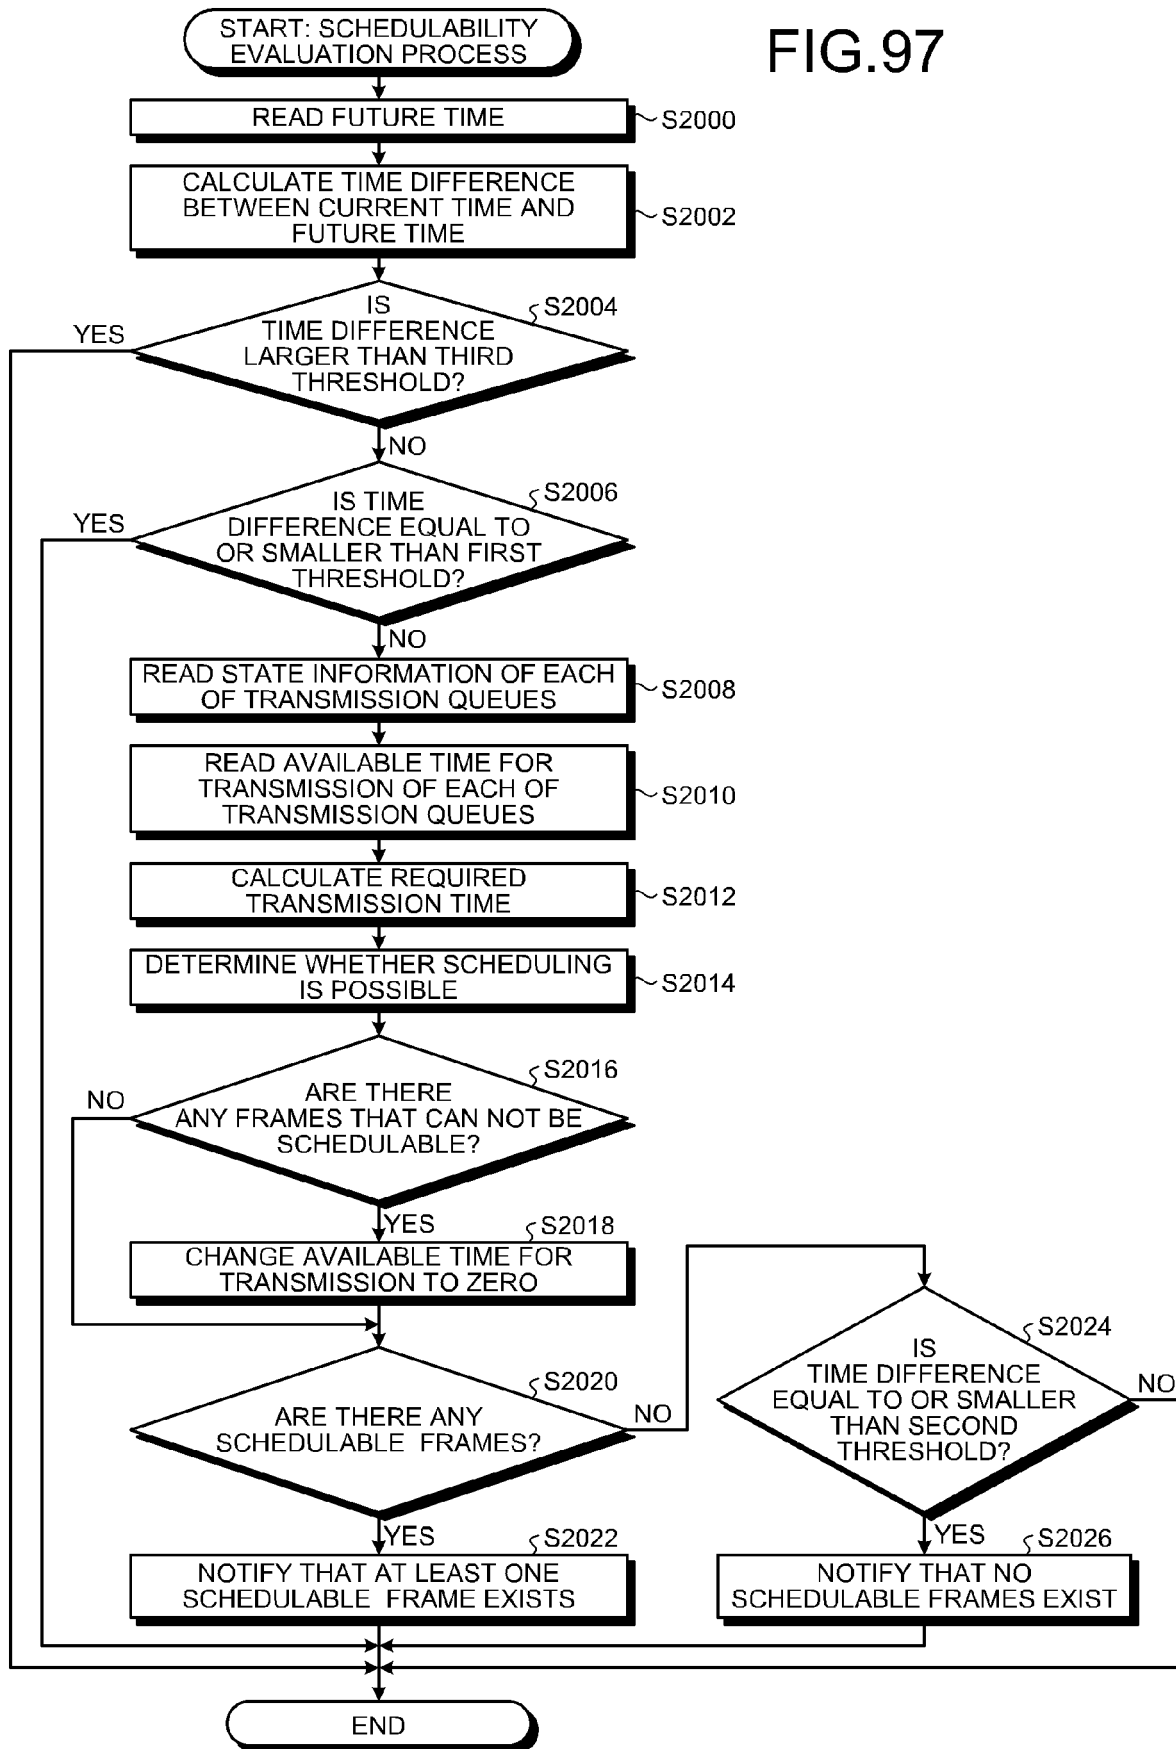 START: SCHEDULABILITY
EVALUATION PROCESS
FIG.97
READ FUTURE TIME
S2000
CALCULATE TIME DIFFERENCE
BETWEEN CURRENT TIME AND
FUTURE TIME
S2002
IS
TIME DIFFERENCE
LARGER THAN THIRD
THRESHOLD?
S2004
YES
NO
IS TIME
DIFFERENCE EQUAL TO
OR SMALLER THAN FIRST
THRESHOLD?
S2006
YES
NO
READ STATE INFORMATION OF EACH
OF TRANSMISSION QUEUES
S2008
READ AVAILABLE TIME FOR
TRANSMISSION OF EACH OF
TRANSMISSION QUEUES
S2010
CALCULATE REQUIRED
TRANSMISSION TIME
S2012
DETERMINE WHETHER SCHEDULING
IS POSSIBLE
S2014
ARE THERE
ANY FRAMES THAT CAN NOT BE
SCHEDULABLE?
S2016
NO
YES
S2018
CHANGE AVAILABLE TIME FOR
TRANSMISSION TO ZERO
ARE THERE ANY
SCHEDULABLE FRAMES?
S2020
NO
YES
IS
TIME DIFFERENCE
EQUAL TO OR SMALLER
THAN SECOND
THRESHOLD?
S2024
NO
YES
S2022
NOTIFY THAT AT LEAST ONE
SCHEDULABLE FRAME EXISTS
S2026
NOTIFY THAT NO
SCHEDULABLE FRAMES EXIST
END